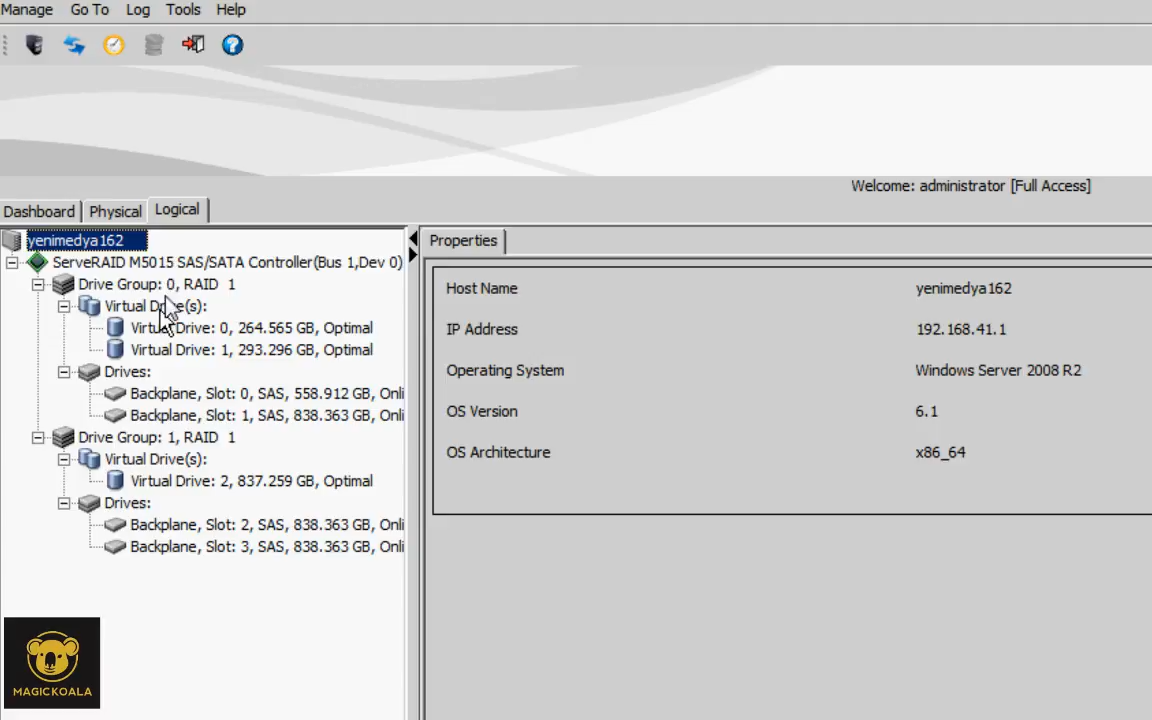 Manage Go To Log Tools Help
Welcome: administrator [Full Access]
Dashboard Physical Logical
yenimedya162
ServeRAID M5015 SAS/SATA Controller(Bus 1,Dev 0)
Drive Group: 0, RAID 1
Virtual Drive(s):
Virtual Drive: 0, 264.565 GB, Optimal
Virtual Drive: 1, 293.296 GB, Optimal
Drives:
Backplane, Slot: 0, SAS, 558.912 GB, Onli
Backplane, Slot: 1, SAS, 838.363 GB, Onli
Drive Group: 1, RAID 1
Virtual Drive(s):
Virtual Drive: 2, 837.259 GB, Optimal
Drives:
Backplane, Slot: 2, SAS, 838.363 GB, Onli
Backplane, Slot: 3, SAS, 838.363 GB, Onli
Properties
Host Name yenimedya162
IP Address 192.168.41.1
Operating System Windows Server 2008 R2
OS Version 6.1
OS Architecture x86_64
MAGICKOALA